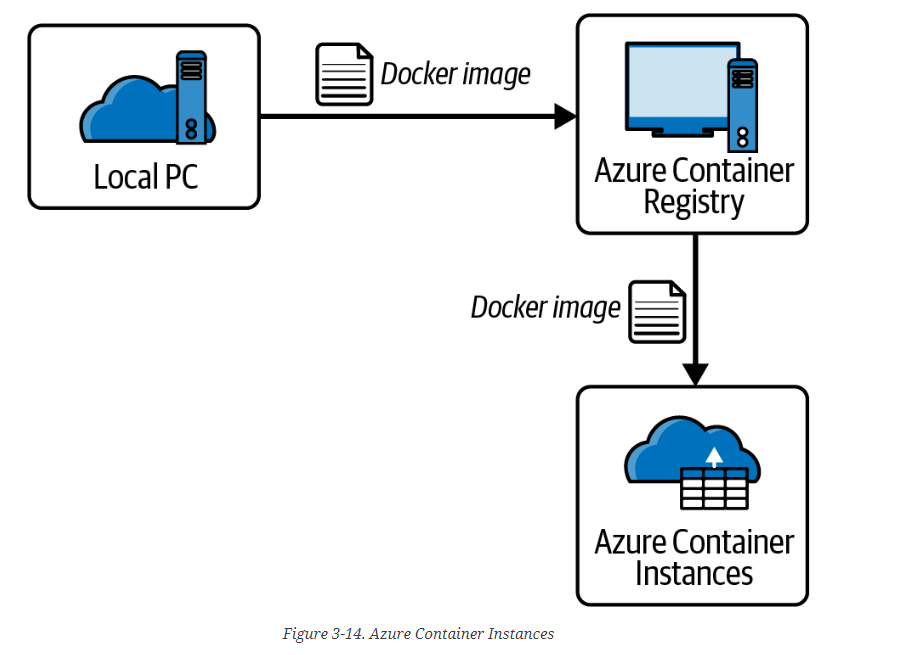 Docker image
Local PC
Azure Container
Registry
Docker image
Azure Container
Instances
Figure 3-14. Azure Container Instances